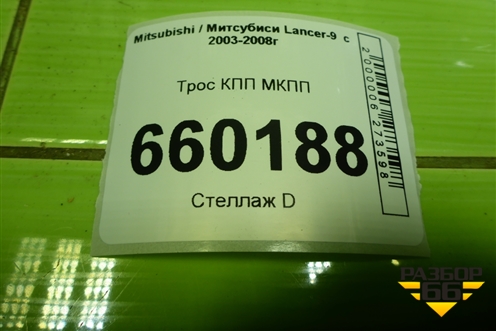 Mitsubishi / Митсубиси Lancer-9 с
2003-2008г
Трос КПП МКПП
660188
Стеллаж D
2000006273598
РАЗБОР
66